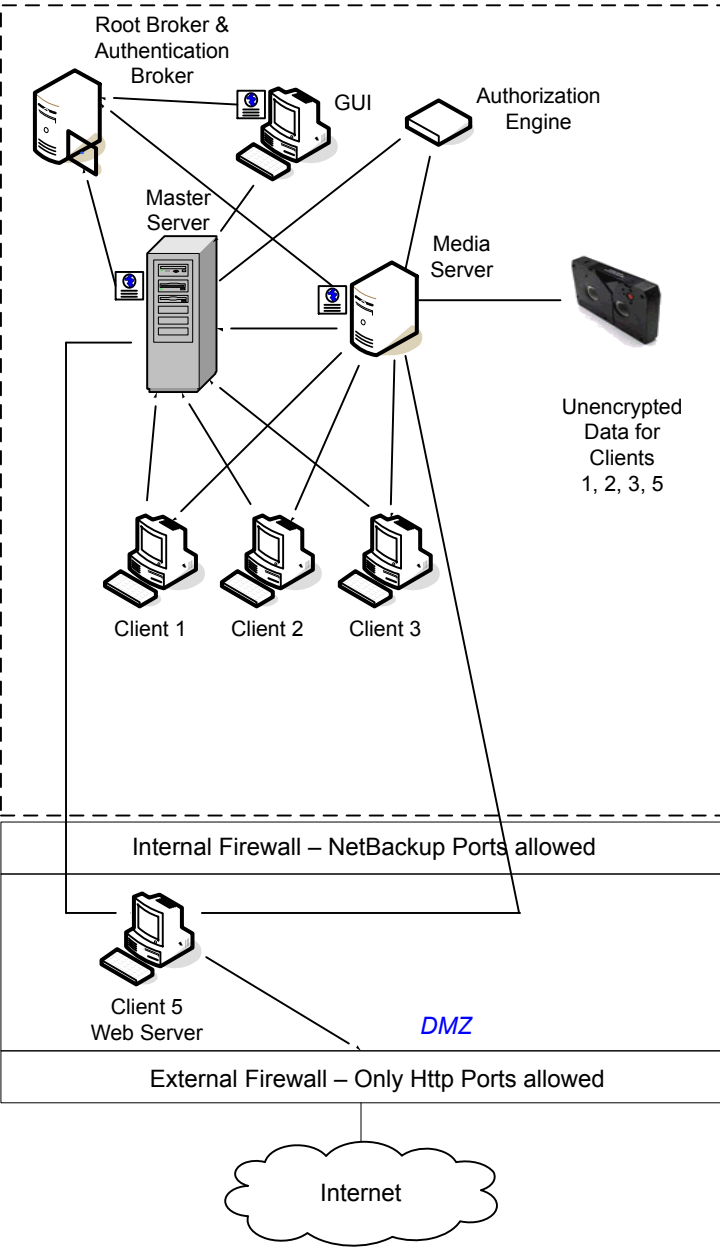 Root Broker &
Authentication
Broker
GUI
Authorization
Engine
Master
Server
Media
Server
Unencrypted
Data for
Clients
1, 2, 3, 5
Client 1
Client 2
Client 3
Internal Firewall – NetBackup Ports allowed
Client 5
Web Server
DMZ
External Firewall – Only Http Ports allowed
Internet